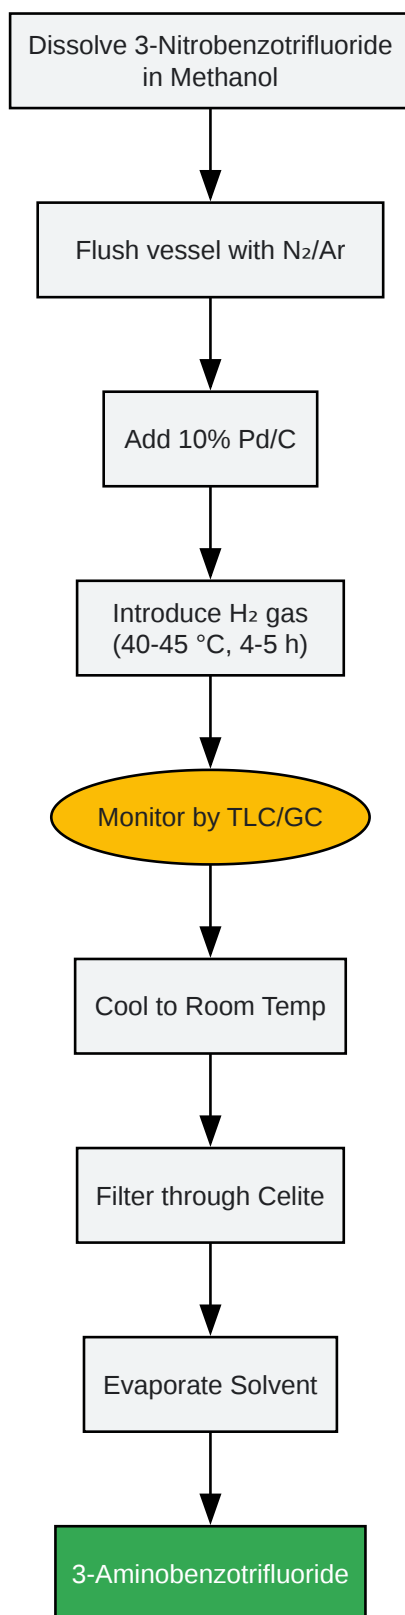 Dissolve 3-Nitrobenzotrifluoride
in Methanol
Flush vessel with N₂/Ar
Add 10% Pd/C
Introduce H₂ gas
(40-45 °C, 4-5 h)
Monitor by TLC/GC
Cool to Room Temp
Filter through Celite
Evaporate Solvent
3-Aminobenzotrifluoride